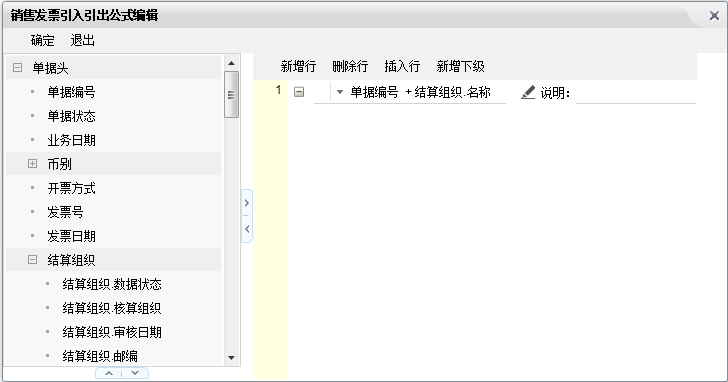 销售发票引入引出公式编辑
确定 退出
单据头
单据编号
单据状态
业务日期
币别
开票方式
发票号
发票日期
结算组织
结算组织.数据状态
结算组织.核算组织
结算组织.审核日期
结算组织.邮编
新增行 删除行 插入行 新增下级
1 单据编号 + 结算组织.名称 说明：